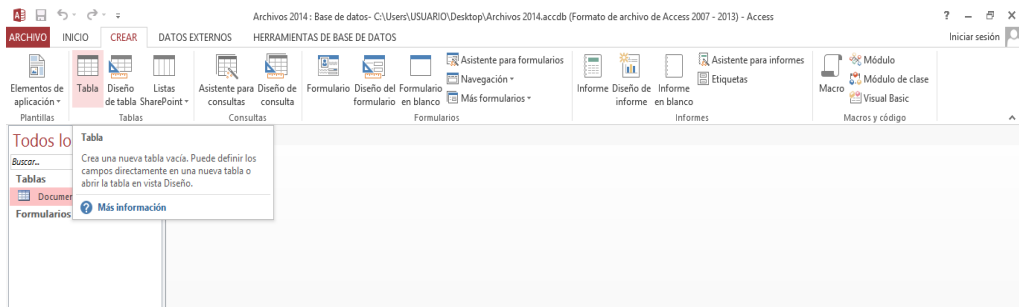 Archivos 2014 : Base de datos- C:\Users\USUARIO\Desktop\Archivos 2014.accdb (Formato de archivo de Access 2007 - 2013) - Access
ARCHIVO INICIO CREAR DATOS EXTERNOS HERRAMIENTAS DE BASE DE DATOS Iniciar sesión
Elementos de aplicación
Plantillas
Tabla
Diseño de tabla
Listas SharePoint
Tablas
Asistente para consultas
Diseño de consulta
Consultas
Formulario
Diseño del formulario
Formulario en blanco
Asistente para formularios
Navegación
Más formularios
Formularios
Informe
Diseño de informe
Informe en blanco
Asistente para informes
Etiquetas
Informes
Macro
Módulo
Módulo de clase
Visual Basic
Macros y código
Todos lo
Buscar...
Tablas
Documen
Formularios
Tabla
Crea una nueva tabla vacía. Puede definir los
campos directamente en una nueva tabla o
abrir la tabla en vista Diseño.
Más información